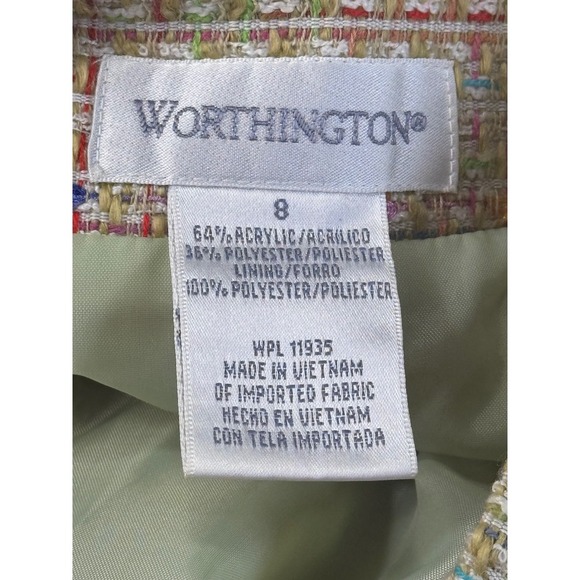 WORTHINGTON®
8
64% ACRYLIC/ACRILICO
36% POLYESTER/POLIESTER
LINING/FORRO
100% POLYESTER/POLIESTER
WPL 11935
MADE IN VIETNAM
OF IMPORTED FABRIC
HECHO EN VIETNAM
CON TELA IMPORTADA